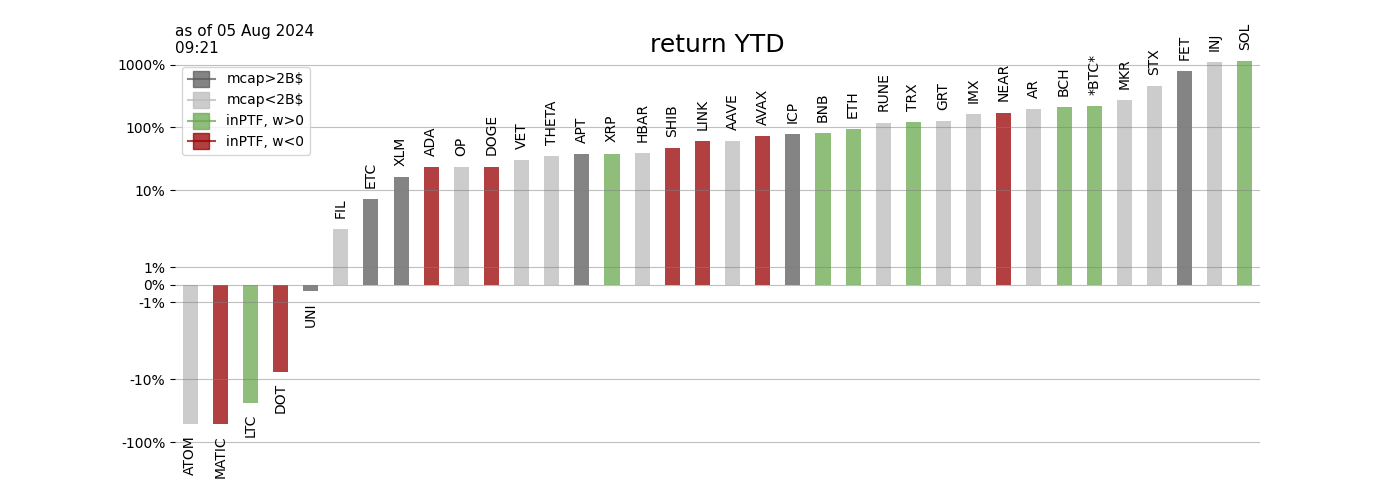 as of 05 Aug 2024
09:21
return YTD
mcap>2B$
mcap<2B$
inPTF, w>0
inPTF, w<0
1000%
100%
10%
1%
0%
-1%
-10%
-100%
ATOM
MATIC
LTC
DOT
UNI
FIL
ETC
XLM
ADA
OP
DOGE
VET
THETA
APT
XRP
HBAR
SHIB
LINK
AAVE
AVAX
ICP
BNB
ETH
RUNE
TRX
GRT
IMX
NEAR
AR
BCH
*BTC*
MKR
STX
FET
INJ
SOL